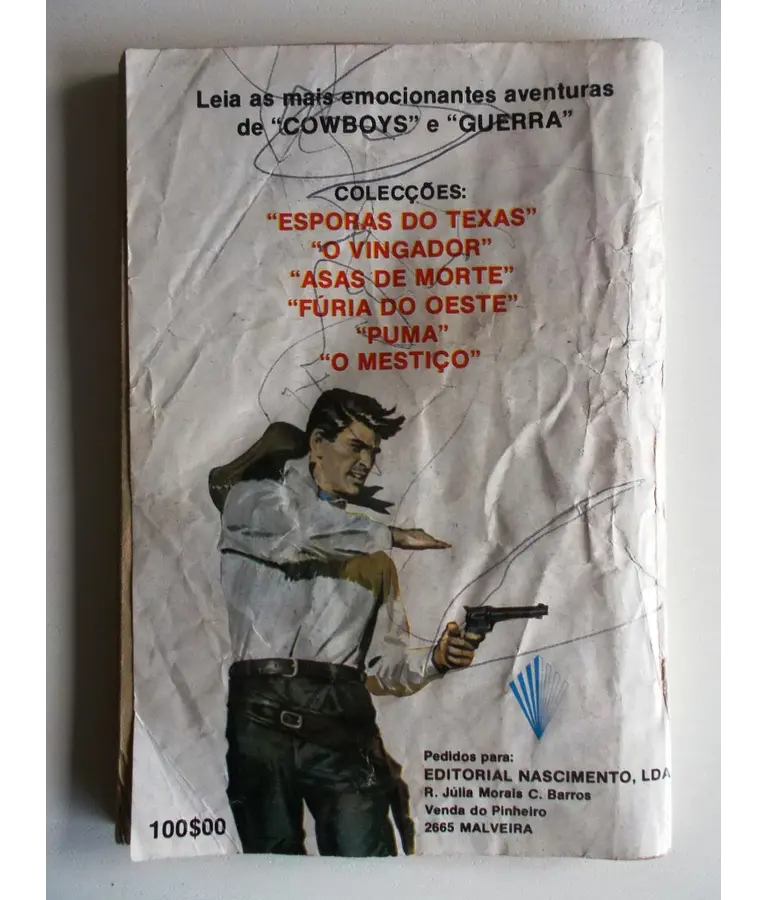 Leia as mais emocionantes aventuras
de “COWBOYS” e “GUERRA”
COLECÇÕES:
“ESPORAS DO TEXAS”
“O VINGADOR”
“ASAS DE MORTE”
“FÚRIA DO OESTE”
“PUMA”
“O MESTIÇO”
Pedidos para:
EDITORIAL NASCIMENTO, LDA
R. Júlia Morais C. Barros
Venda do Pinheiro
2665 MALVEIRA
100$00